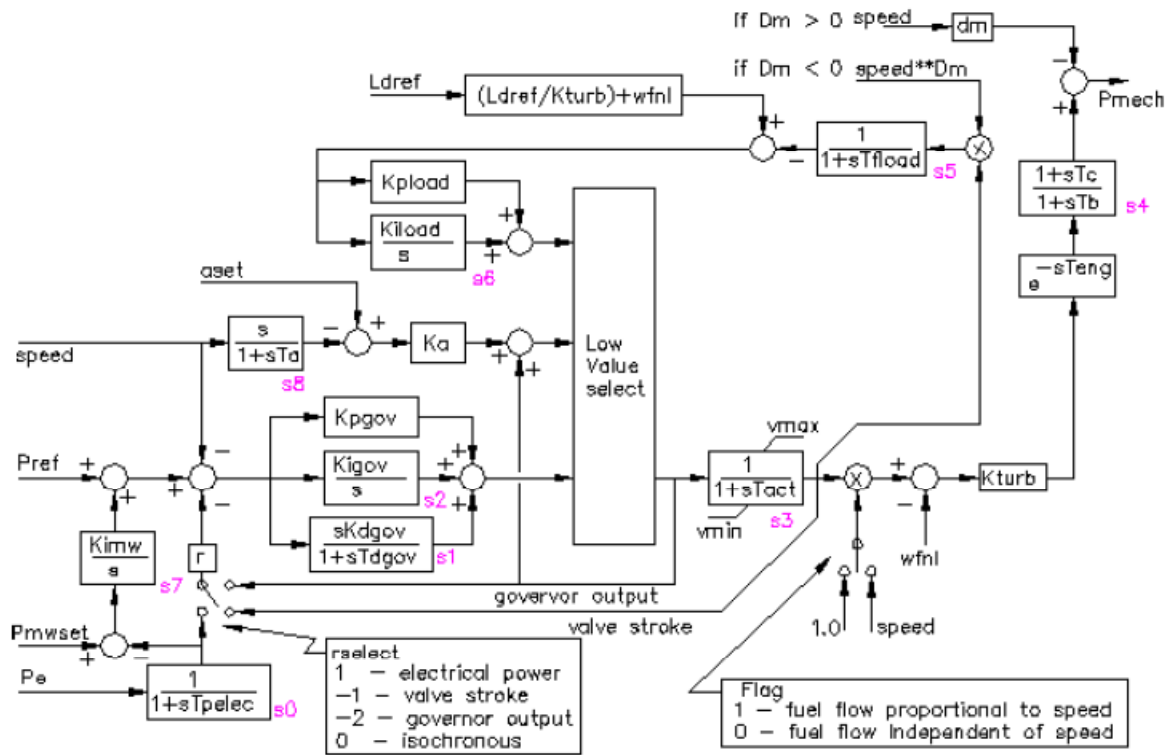 if Dm > 0 speed
dm
if Dm < 0 speed**Dm
Ldref
(Ldref/Kturb)+wfnl
Pmech
1
1+sTfload
s5
x
1+sTc
1+sTb
s4
Kpload
Kiload
s
a6
e -sTeng
aset
Low
Value
select
speed
s
1+sTa
s8
Ka
Kpgov
vmax
Pref
Kigov
s
s2
1
1+sTact
s3
vmin
x
Kturb
sKdgov
1+sTdgov
s1
wfnl
Kimw
s
s7
r
governor output
valve stroke
1.0
speed
Pmwset
Pe
1
1+sTpelec
s0
rselect
1 – electrical power
-1 – valve stroke
-2 – governor output
0 – isochronous
Flag
1 – fuel flow proportional to speed
0 – fuel flow independent of speed